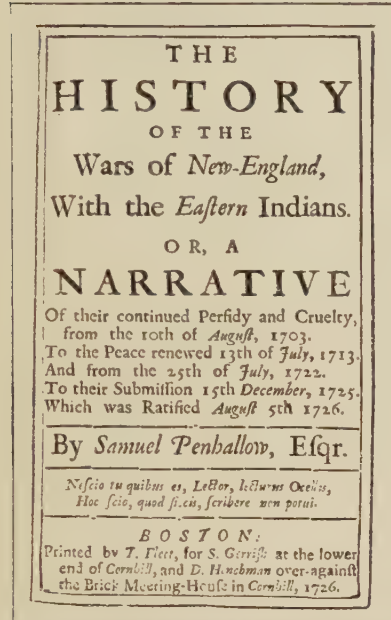 THE
HISTORY
OF THE
Wars of New-England,
With the Eaſtern Indians.
OR, A
NARRATIVE
Of their continued Perfidy and Cruelty,
from the 10th of Auguſt, 1703.
To the Peace renewed 13th of July, 1713.
And from the 25th of July, 1722.
To their Submiſſion 15th December, 1725.
Which was Ratified Auguſt 5th 1726.
By Samuel Penhallow, Eſqr.
Neſcio tu quibus es, Lector, lecturus Ocellis,
Hoc ſcio, quod ſiccis, ſcribere non potui.
BOSTON:
Printed by T. Fleet, for S. Gerriſh at the lower
end of Cornhill, and D. Henchman over-againſt
the Brick Meeting-Houſe in Cornhill, 1726.